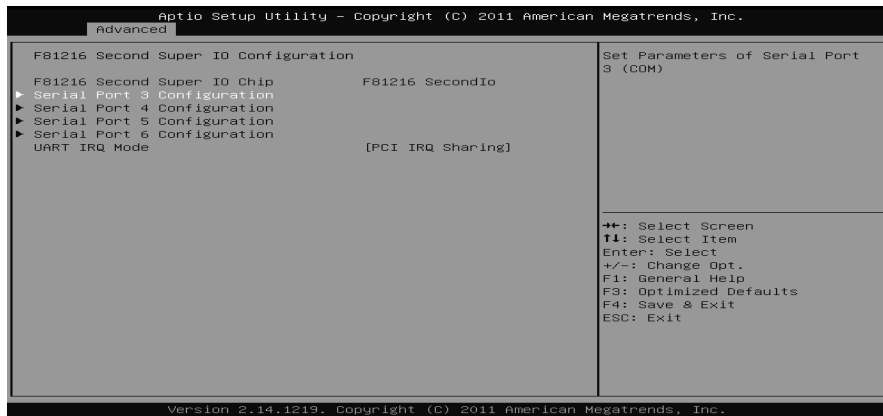 Aptio Setup Utility – Copyright (C) 2011 American Megatrends, Inc.
Advanced
F81216 Second Super IO Configuration
F81216 Second Super IO Chip F81216 SecondIo
► Serial Port 3 Configuration
► Serial Port 4 Configuration
► Serial Port 5 Configuration
► Serial Port 6 Configuration
UART IRQ Mode [PCI IRQ Sharing]
Set Parameters of Serial Port
3 (COM)
→←: Select Screen
↑↓: Select Item
Enter: Select
+/-: Change Opt.
F1: General Help
F3: Optimized Defaults
F4: Save & Exit
ESC: Exit
Version 2.14.1219. Copyright (C) 2011 American Megatrends, Inc.